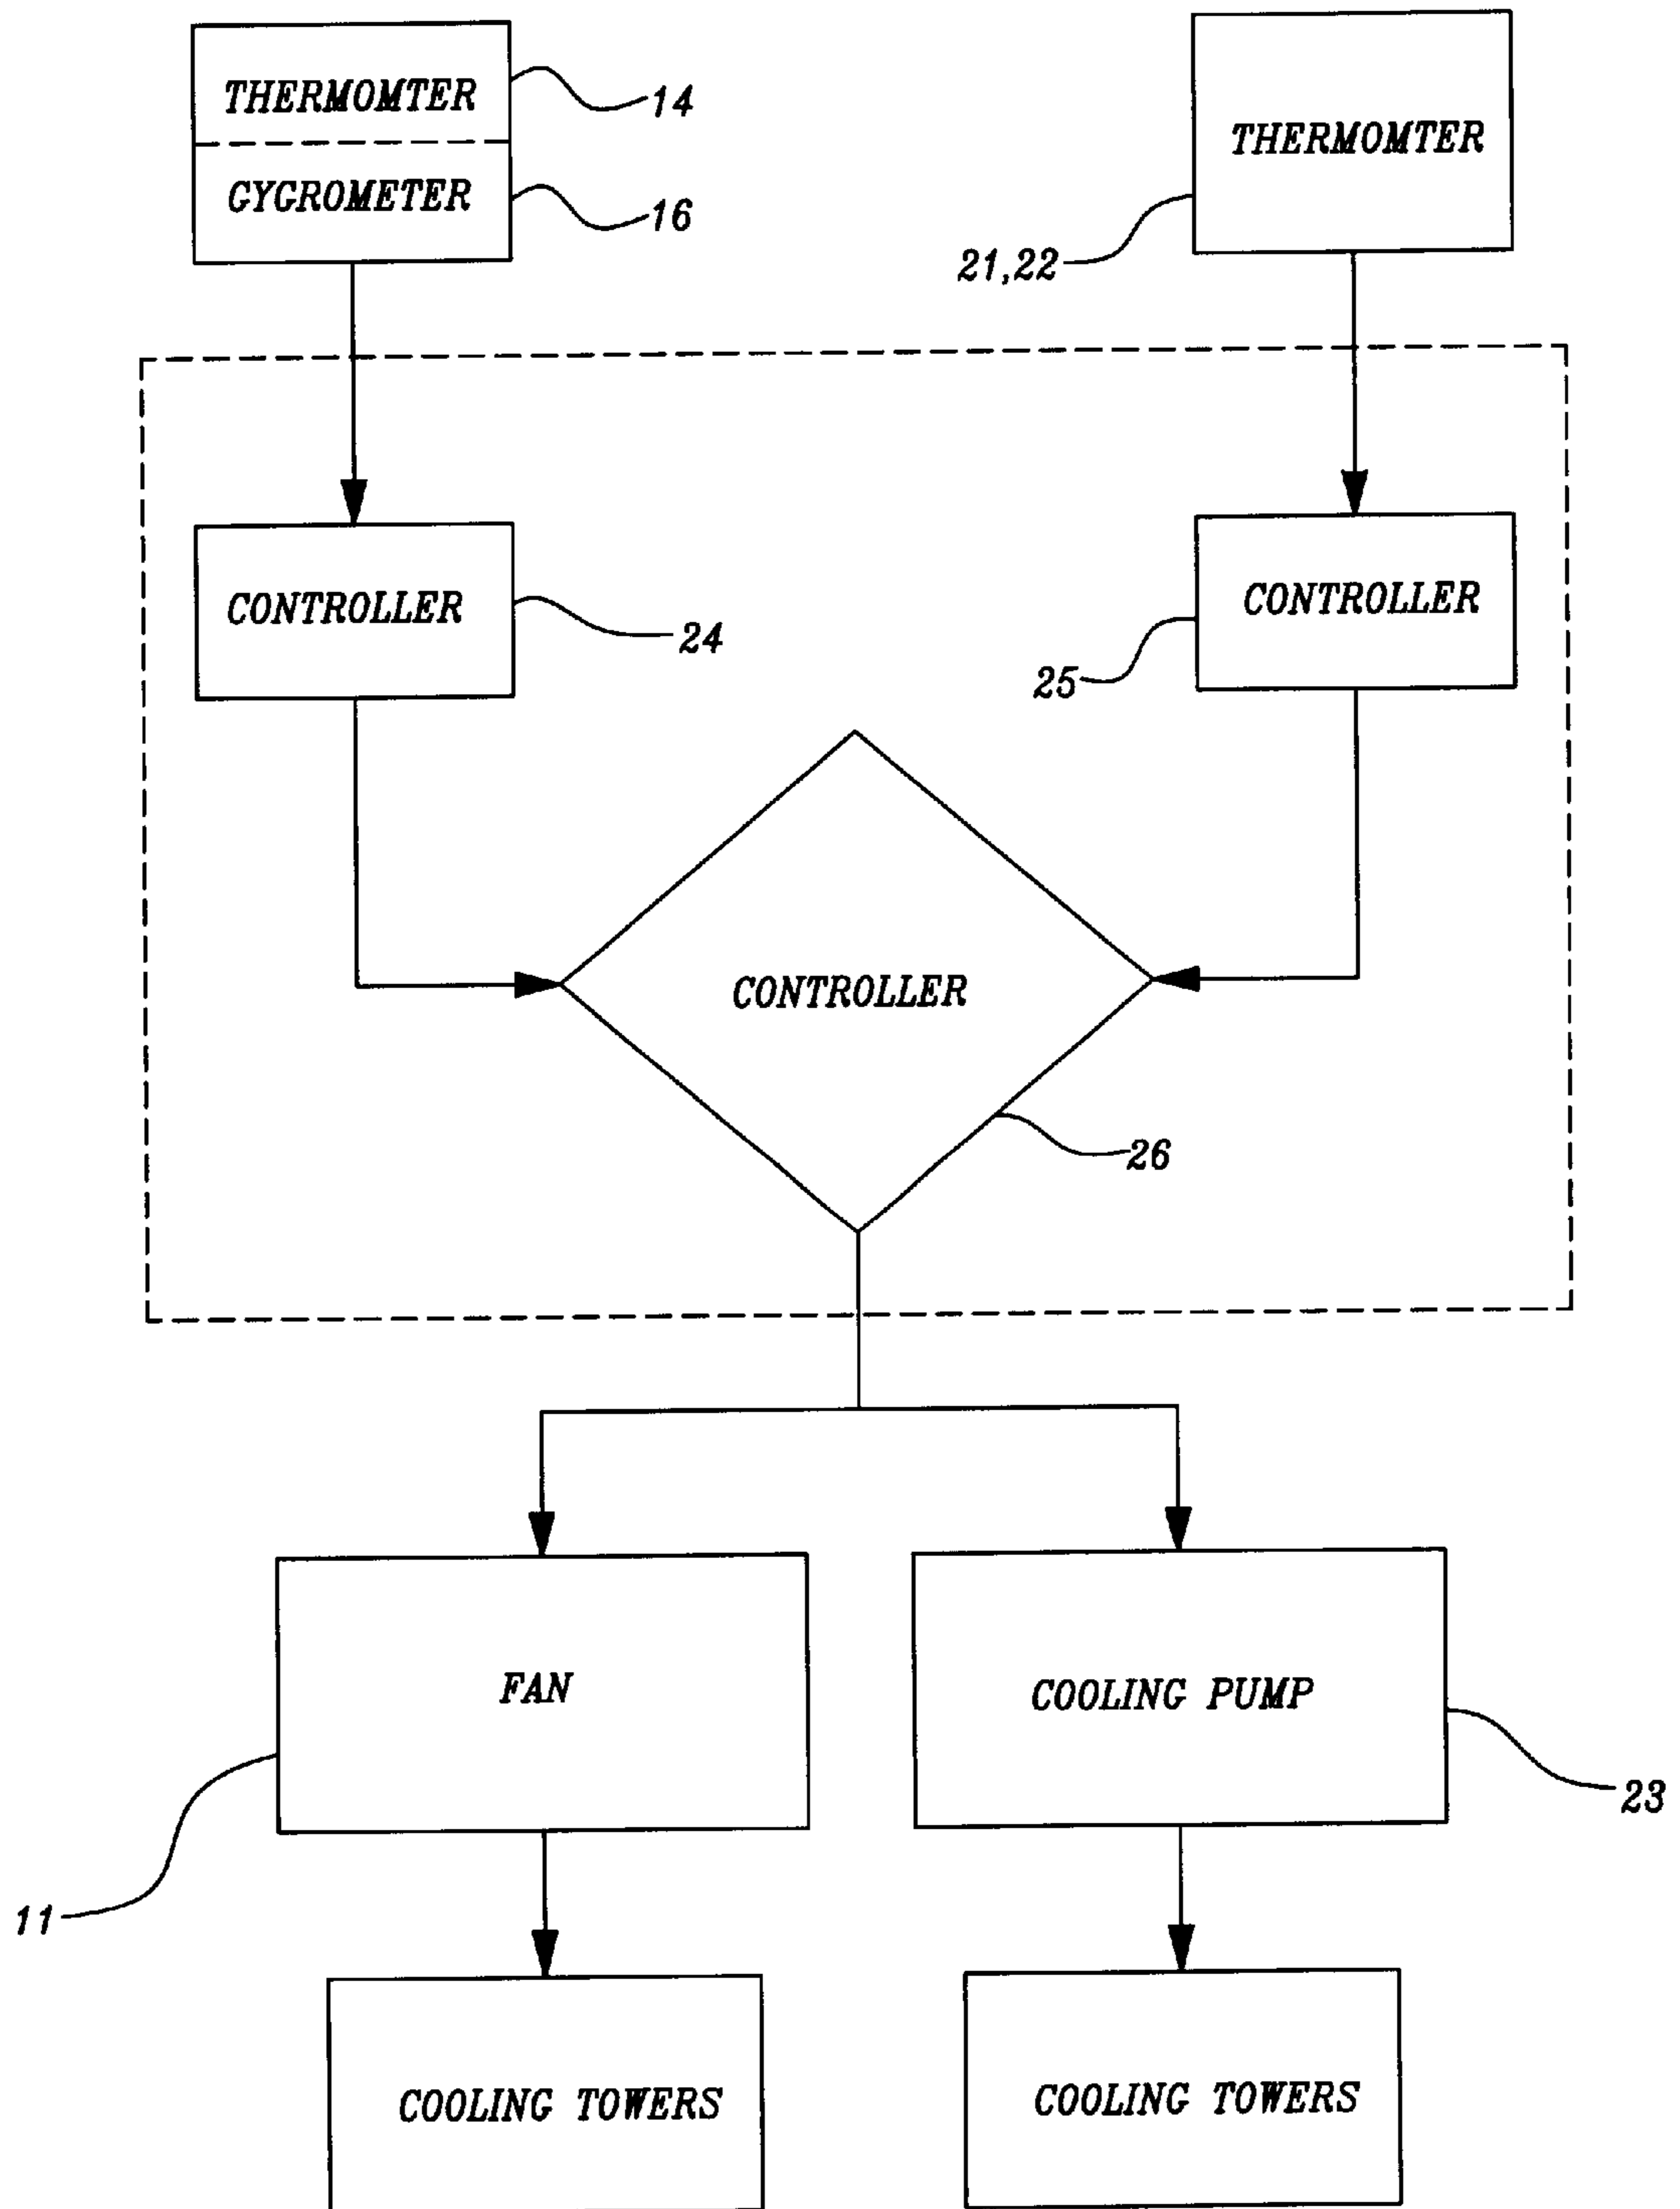 THERMOMTER
14
GYGROMETER
16
THERMOMTER
21,22
CONTROLLER
24
CONTROLLER
25
CONTROLLER
26
FAN
11
COOLING PUMP
23
COOLING TOWERS
COOLING TOWERS